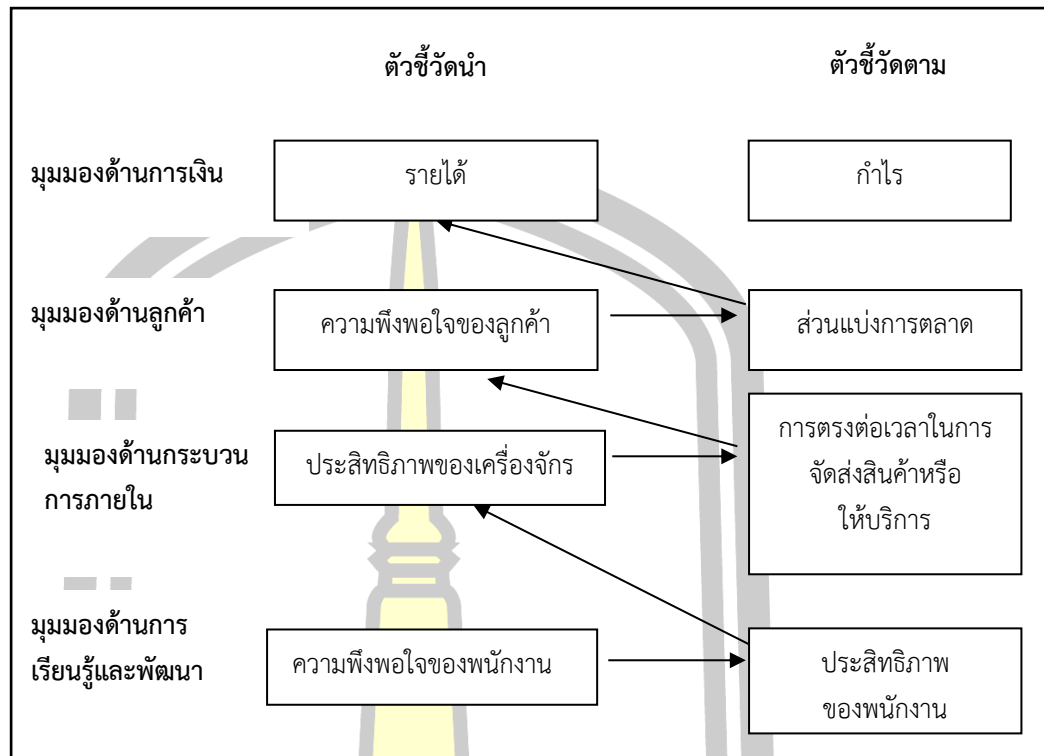 ตัวชี้วัดนำ
ตัวชี้วัดตาม
มุมมองด้านการเงิน
รายได้
กำไร
มุมมองด้านลูกค้า
ความพึงพอใจของลูกค้า
ส่วนแบ่งการตลาด
มุมมองด้านกระบวน
การภายใน
ประสิทธิภาพของเครื่องจักร
การตรงต่อเวลาในการ
จัดส่งสินค้าหรือ
ให้บริการ
มุมมองด้านการ
เรียนรู้และพัฒนา
ความพึงพอใจของพนักงาน
ประสิทธิภาพ
ของพนักงาน